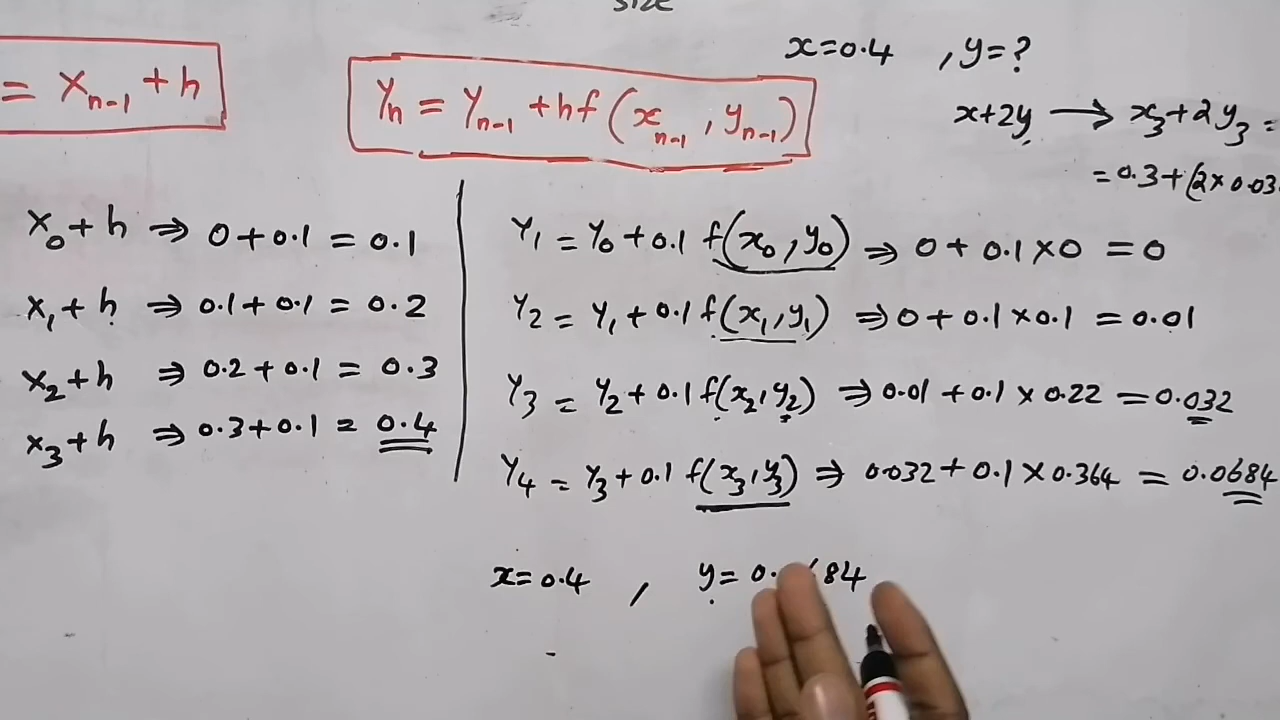 size
x=0.4 , y=?
= x_{n-1} + h
Y_n = Y_{n-1} + hf(x_{n-1}, y_{n-1})
x+2y → x_3+2y_3 =
= 0.3+(2×0.03
x_0+h ⇒ 0+0.1 = 0.1
x_1+h ⇒ 0.1+0.1 = 0.2
x_2+h ⇒ 0.2+0.1 = 0.3
x_3+h ⇒ 0.3+0.1 = 0.4
Y_1 = Y_0 + 0.1 f(x_0, y_0) ⇒ 0 + 0.1×0 = 0
Y_2 = Y_1 + 0.1 f(x_1, y_1) ⇒ 0 + 0.1×0.1 = 0.01
Y_3 = Y_2 + 0.1 f(x_2, y_2) ⇒ 0.01 + 0.1 × 0.22 = 0.032
Y_4 = Y_3 + 0.1 f(x_3, y_3) ⇒ 0.032 + 0.1 × 0.364 = 0.0684
x=0.4 , y= 0. 84